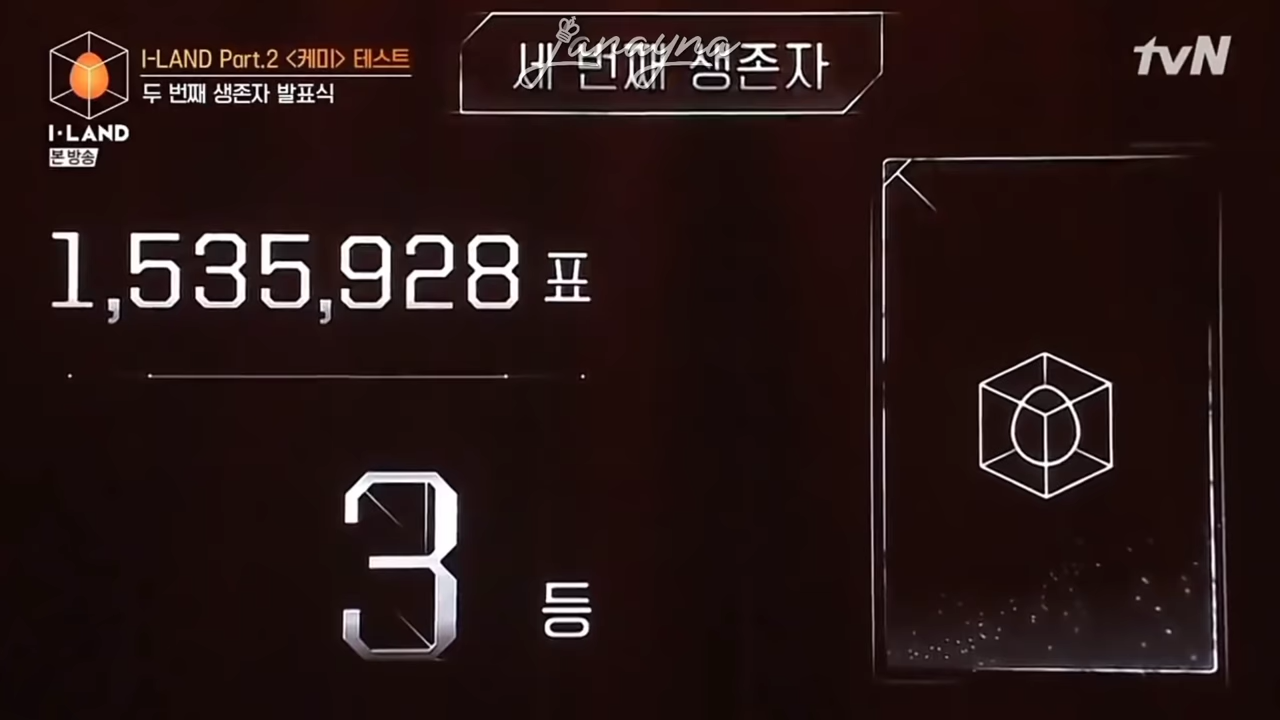 I-LAND Part.2 <케미> 테스트
두 번째 생존자 발표식
I·LAND
본 방송
세 번째 생존자
janayna
tvN
1,535,928 표
3 등